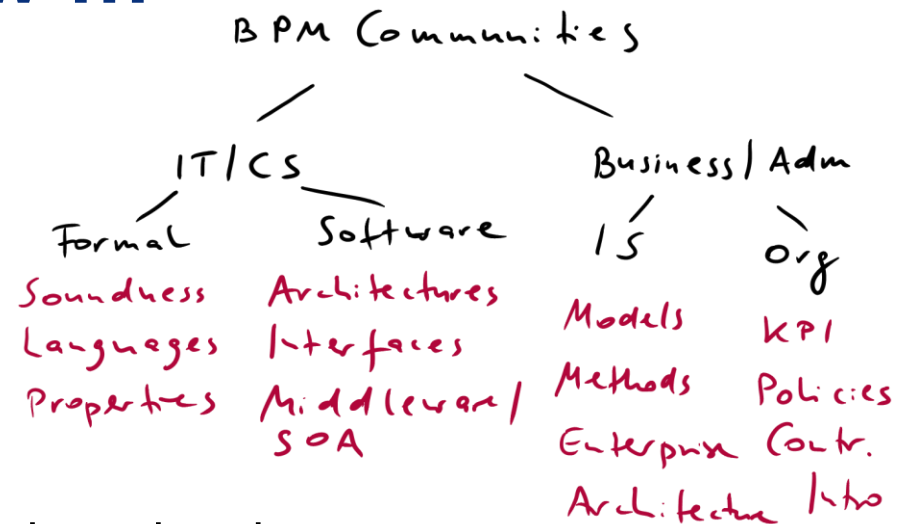 BPM Communities
IT/CS
Business/Adm
Formal
Software
IS
Org
Soundness
Languages
Properties
Architectures
Interfaces
Middleware/
SOA
Models
Methods
Enterprise
Architecture
KPI
Policies
Contr.
Intro